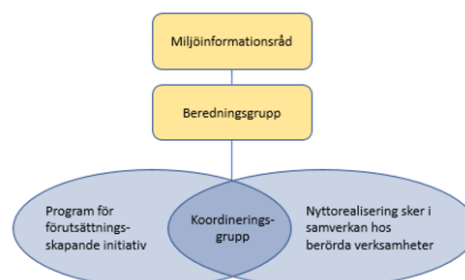 Miljöinformationsråd
Beredningsgrupp
Program för
förutsättnings-
skapande initiativ
Koordinerings-
grupp
Nyttorealisering sker i
samverkan hos
berörda verksamheter